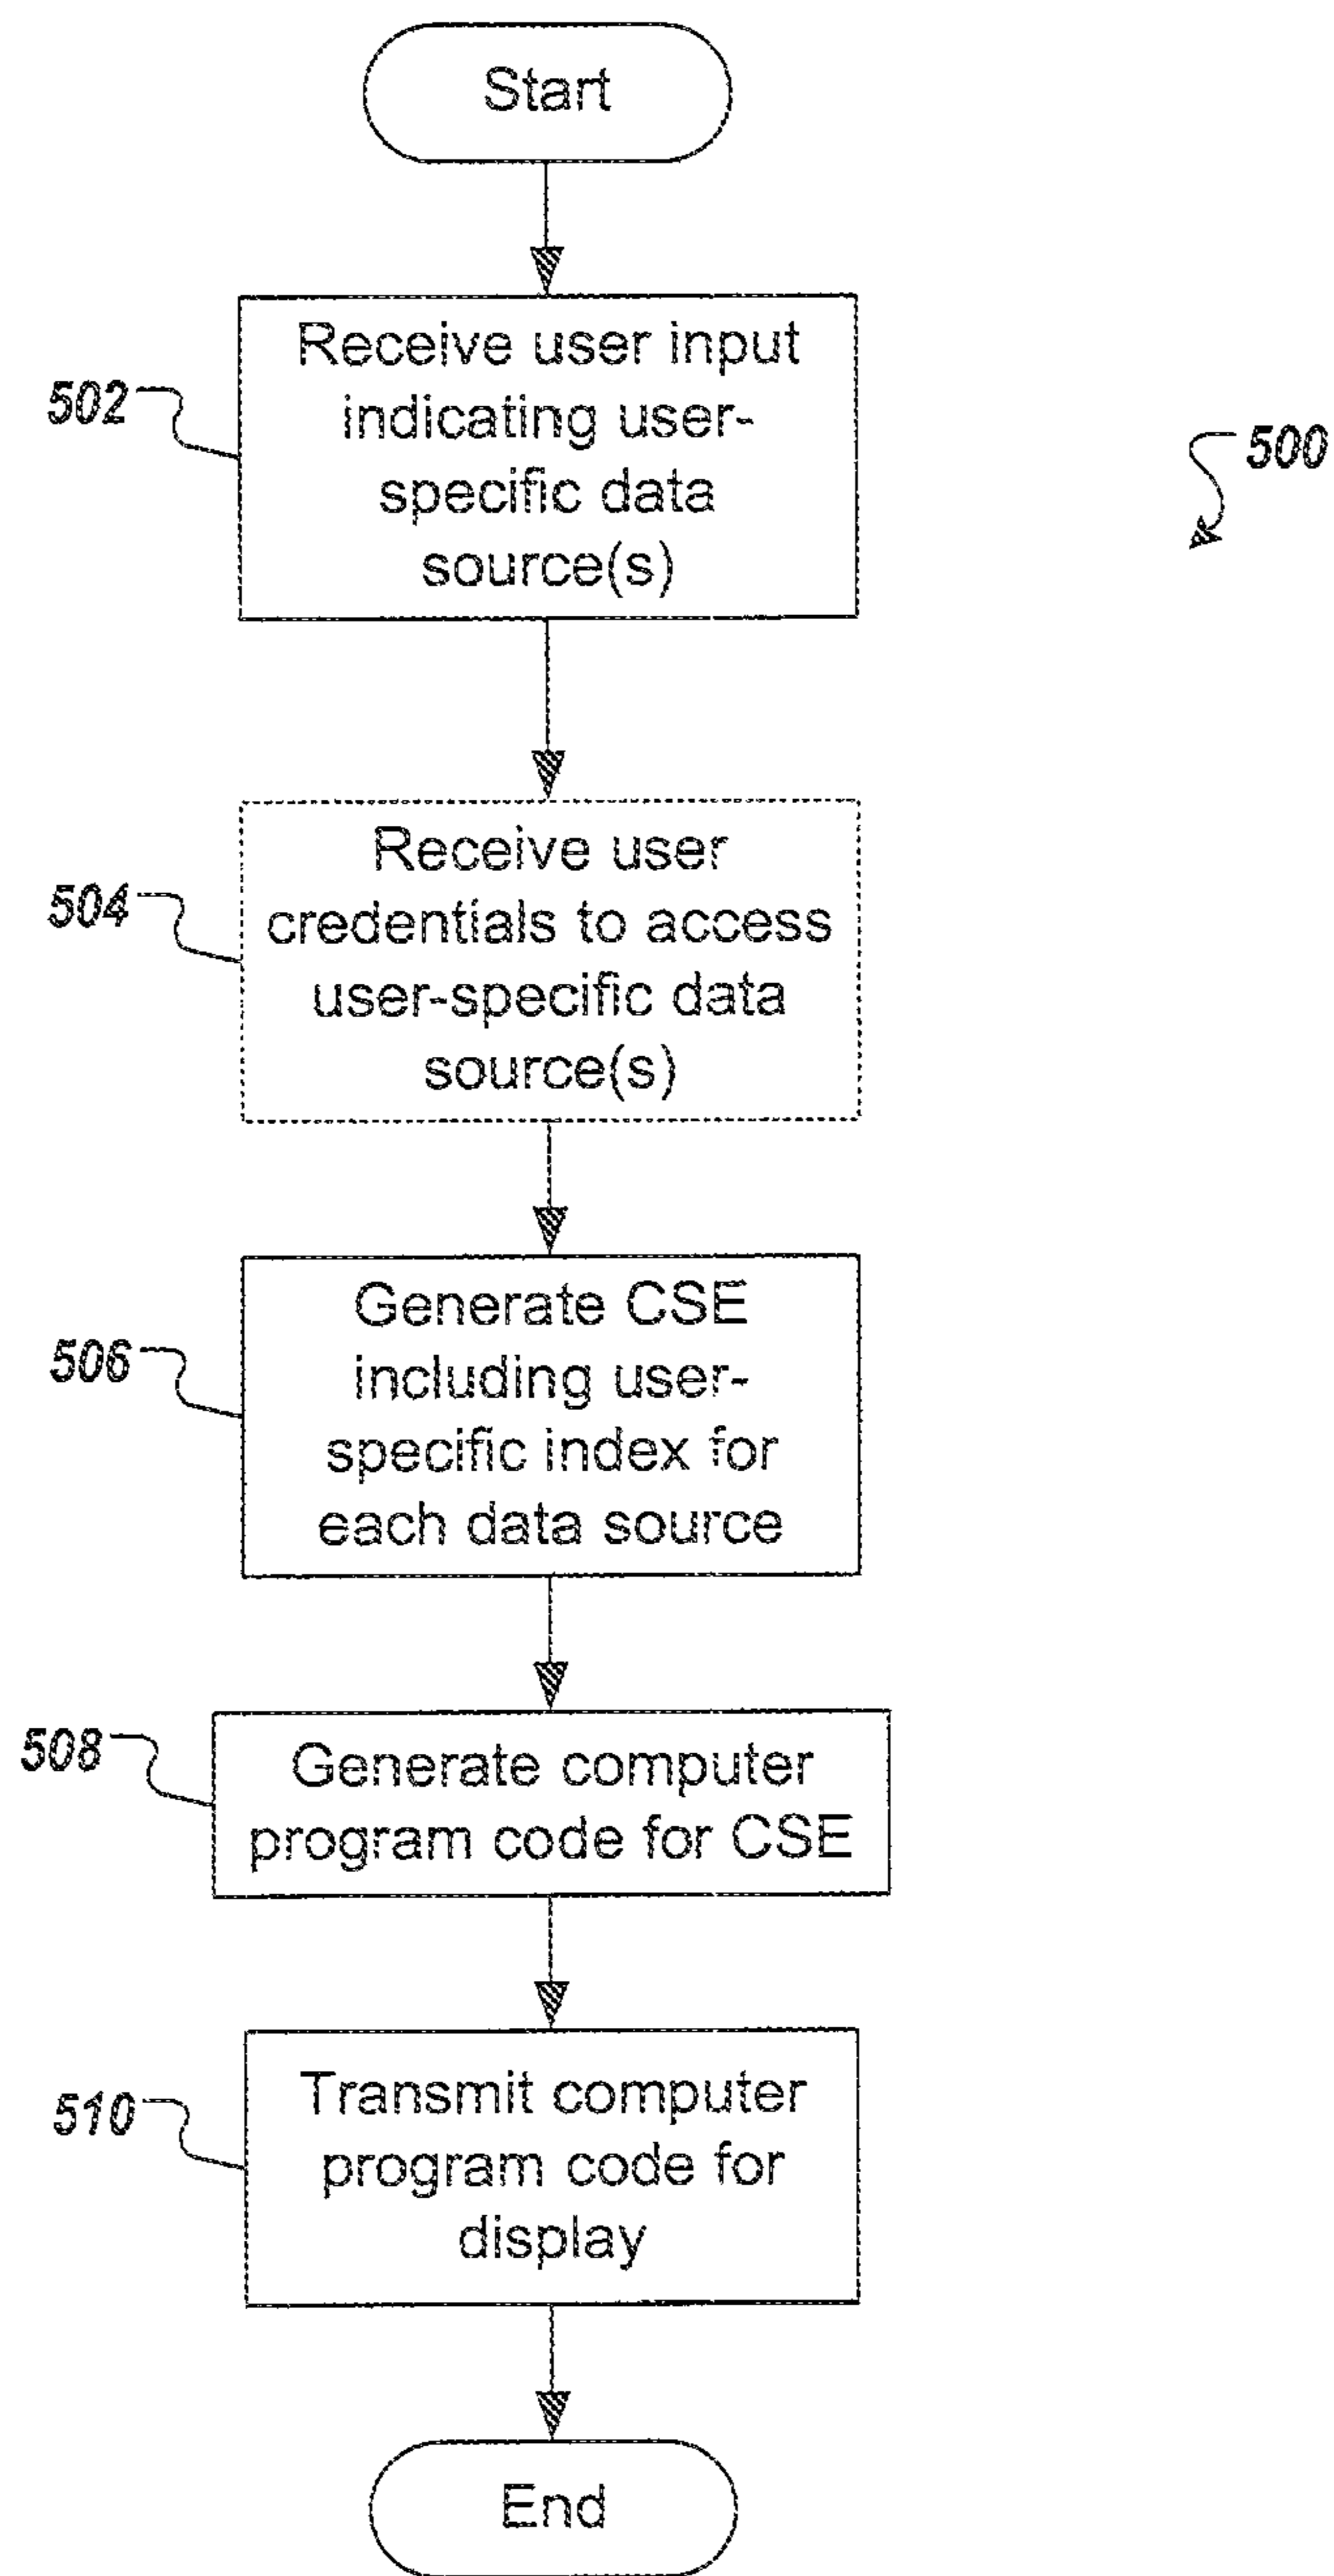 Start
Receive user input
indicating user-
specific data
source(s)
502
500
Receive user
credentials to access
user-specific data
source(s)
504
Generate CSE
including user-
specific index for
each data source
506
Generate computer
program code for CSE
508
Transmit computer
program code for
display
510
End